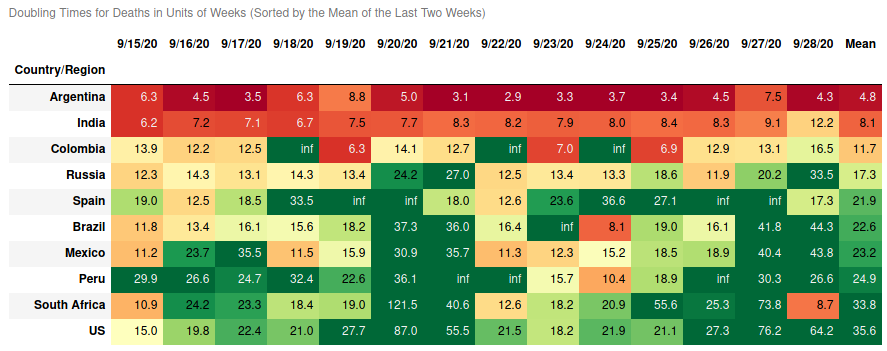 Doubling Times for Deaths in Units of Weeks (Sorted by the Mean of the Last Two Weeks)
9/15/20 9/16/20 9/17/20 9/18/20 9/19/20 9/20/20 9/21/20 9/22/20 9/23/20 9/24/20 9/25/20 9/26/20 9/27/20 9/28/20 Mean
Country/Region
Argentina 6.3 4.5 3.5 6.3 8.8 5.0 3.1 2.9 3.3 3.7 3.4 4.5 7.5 4.3 4.8
India 6.2 7.2 7.1 6.7 7.5 7.7 8.3 8.2 7.9 8.0 8.4 8.3 9.1 12.2 8.1
Colombia 13.9 12.2 12.5 inf 6.3 14.1 12.7 inf 7.0 inf 6.9 12.9 13.1 16.5 11.7
Russia 12.3 14.3 13.1 14.3 13.4 24.2 27.0 12.5 13.4 13.3 18.6 11.9 20.2 33.5 17.3
Spain 19.0 12.5 18.5 33.5 inf inf 18.0 12.6 23.6 36.6 27.1 inf inf 17.3 21.9
Brazil 11.8 13.4 16.1 15.6 18.2 37.3 36.0 16.4 inf 8.1 19.0 16.1 41.8 44.3 22.6
Mexico 11.2 23.7 35.5 11.5 15.9 30.9 35.7 11.3 12.3 15.2 18.5 18.9 40.4 43.8 23.2
Peru 29.9 26.6 24.7 32.4 22.6 36.1 inf inf 15.7 10.4 18.9 inf 30.3 26.6 24.9
South Africa 10.9 24.2 23.3 18.4 19.0 121.5 40.6 12.6 18.2 20.9 55.6 25.3 73.8 8.7 33.8
US 15.0 19.8 22.4 21.0 27.7 87.0 55.5 21.5 18.2 21.9 21.1 27.3 76.2 64.2 35.6